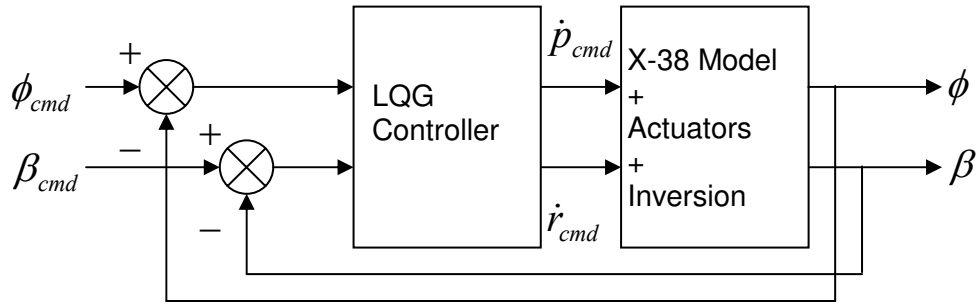 +
ϕ_cmd
−
β_cmd
+
−
LQG
Controller
ṗ_cmd
ṙ_cmd
X-38 Model
+
Actuators
+
Inversion
ϕ
β